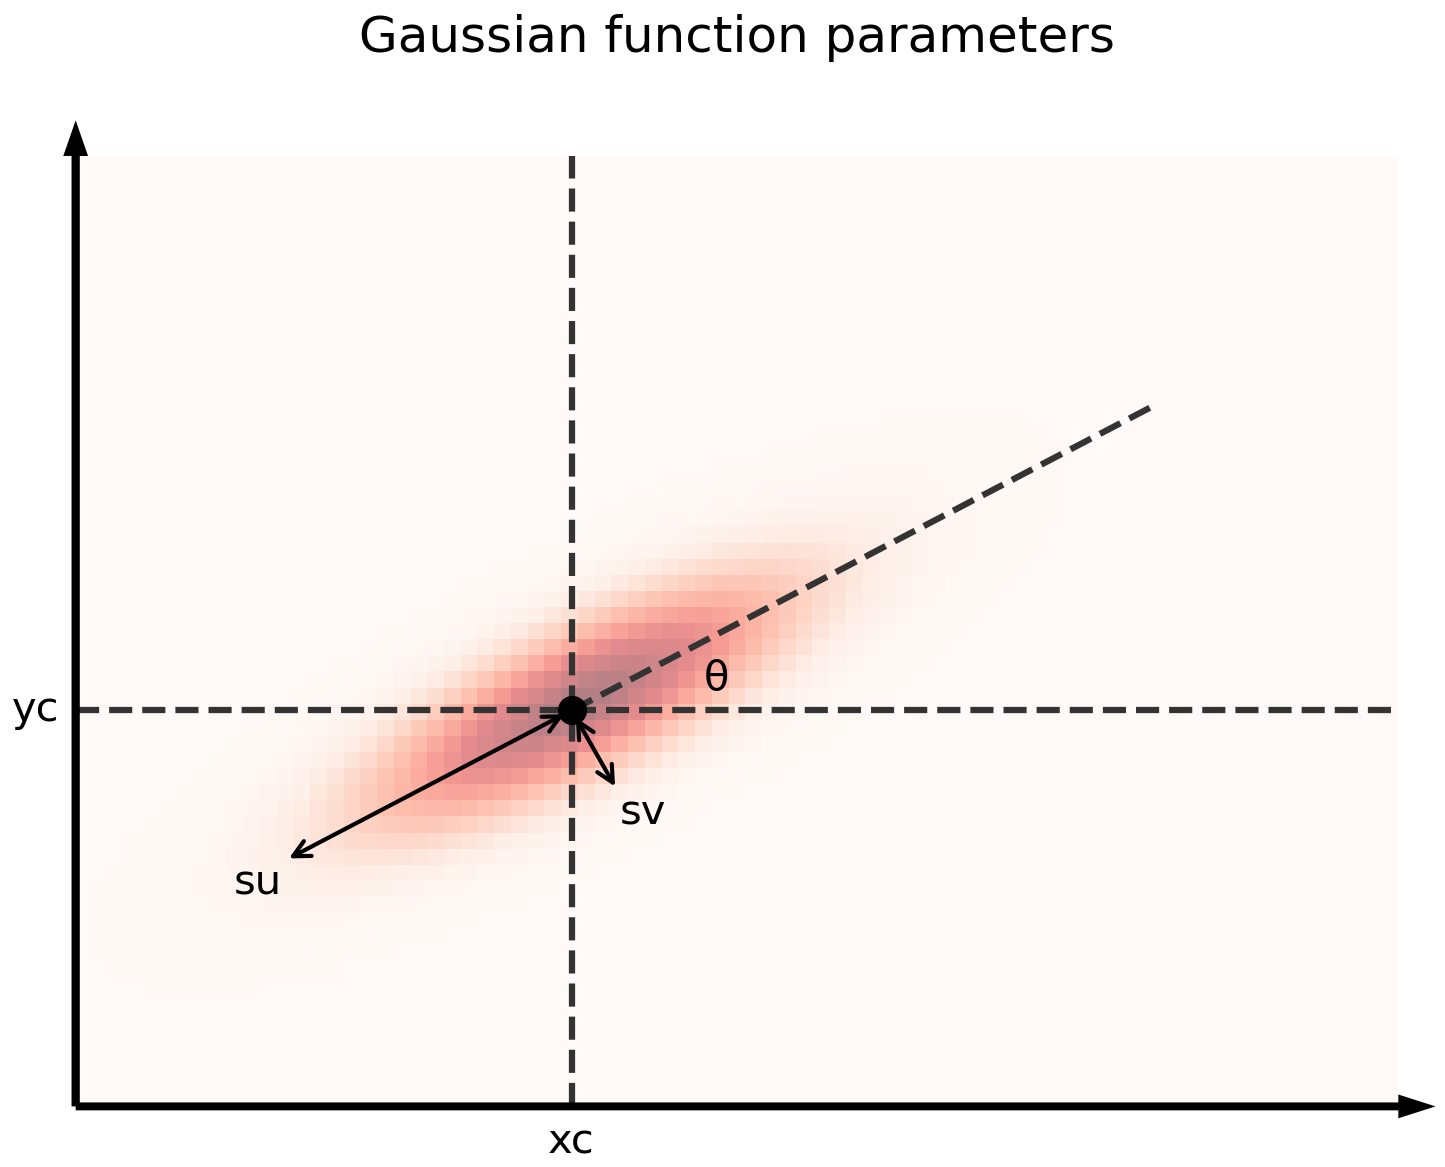 Gaussian function parameters
θ
yc
sv
su
xc